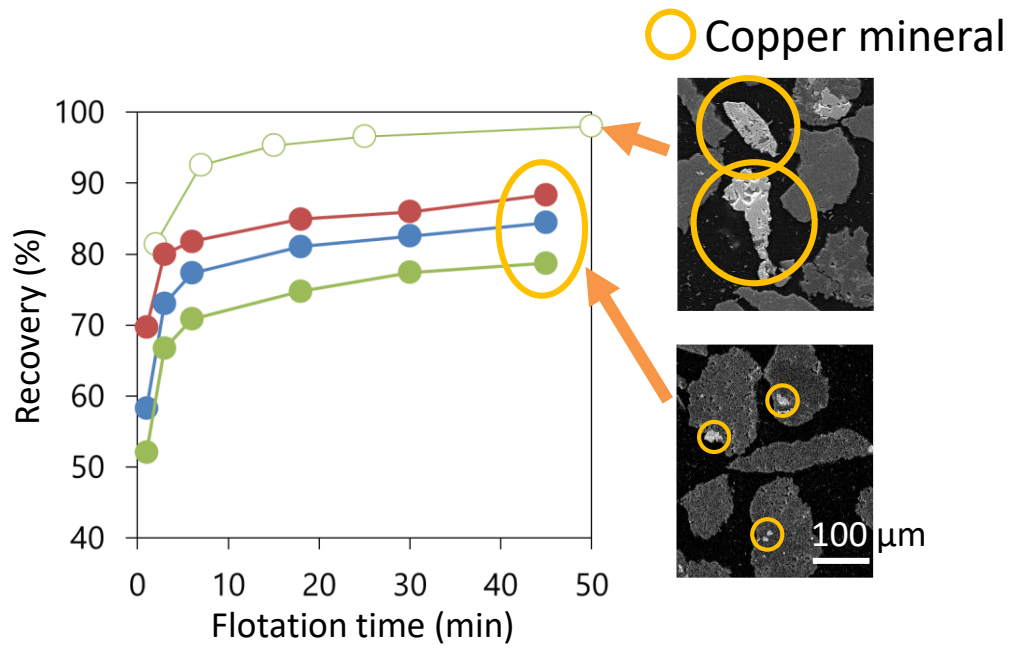 Copper mineral
100
90
80
70
60
50
40
Recovery (%)
0 10 20 30 40 50
Flotation time (min)
100 μm